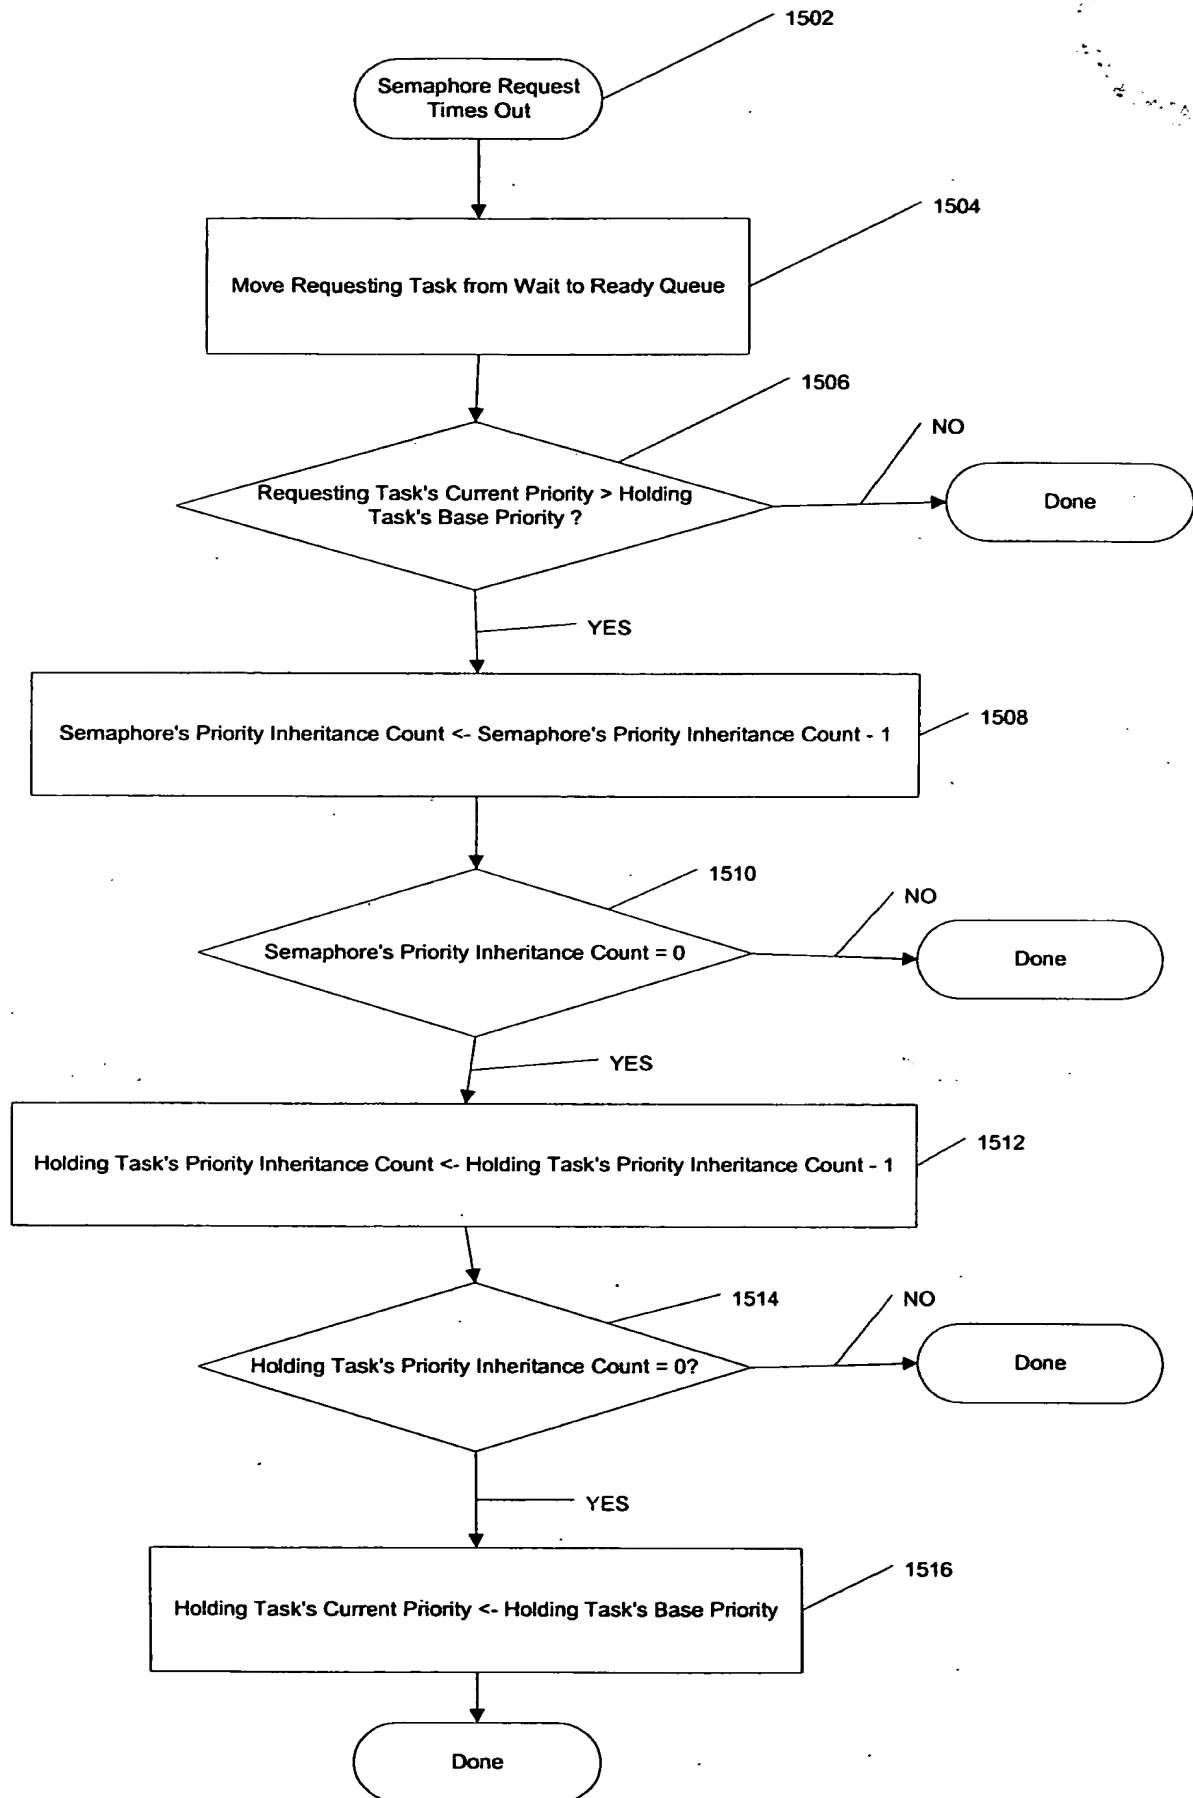 1502
Semaphore Request
Times Out
1504
Move Requesting Task from Wait to Ready Queue
1506
NO
Requesting Task's Current Priority > Holding
Task's Base Priority ?
Done
YES
1508
Semaphore's Priority Inheritance Count <- Semaphore's Priority Inheritance Count - 1
1510
NO
Semaphore's Priority Inheritance Count = 0
Done
YES
1512
Holding Task's Priority Inheritance Count <- Holding Task's Priority Inheritance Count - 1
1514
NO
Holding Task's Priority Inheritance Count = 0?
Done
YES
1516
Holding Task's Current Priority <- Holding Task's Base Priority
Done